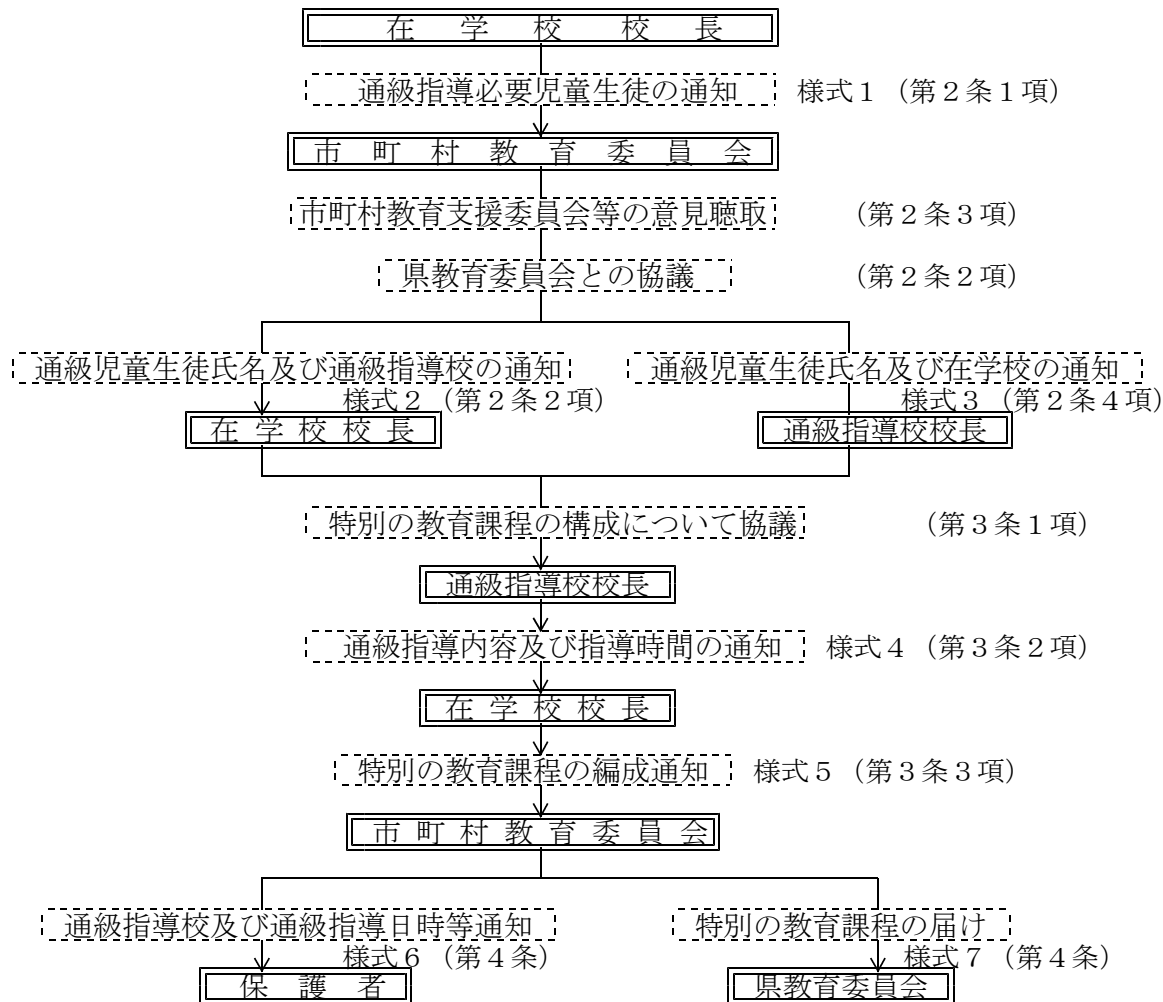 在学校校長
通級指導必要児童生徒の通知 様式１（第２条１項）
市町村教育委員会
市町村教育支援委員会等の意見聴取 （第２条３項）
県教育委員会との協議 （第２条２項）
通級児童生徒氏名及び通級指導校の通知 通級児童生徒氏名及び在学校の通知
様式２（第２条２項） 様式３（第２条４項）
在学校校長 通級指導校校長
特別の教育課程の構成について協議 （第３条１項）
通級指導校校長
通級指導内容及び指導時間の通知 様式４（第３条２項）
在学校校長
特別の教育課程の編成通知 様式５（第３条３項）
市町村教育委員会
通級指導校及び通級指導日時等通知 特別の教育課程の届け
様式６（第４条） 様式７（第４条）
保護者 県教育委員会